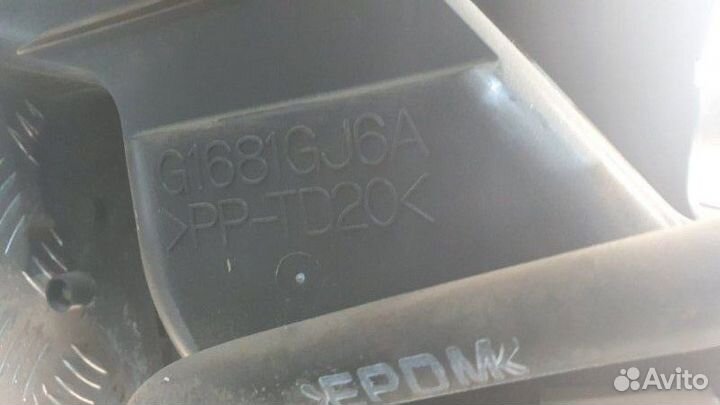 G1681GJ6A
>PP-TD20<
>EPDM<
Avito